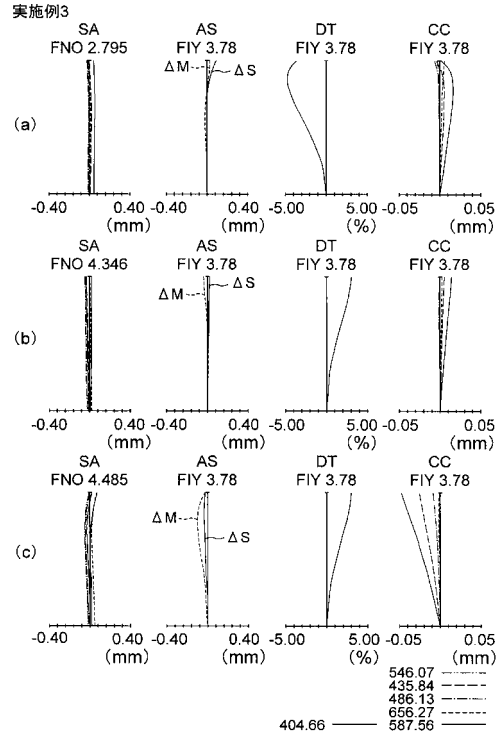 実施例3
SA AS DT CC
FNO 2.795 FIY 3.78 FIY 3.78 FIY 3.78
ΔM ΔS
(a)
-0.40 0.40 -0.40 0.40 -5.00 5.00 -0.05 0.05
(mm) (mm) (%) (mm)
SA AS DT CC
FNO 4.346 FIY 3.78 FIY 3.78 FIY 3.78
ΔS
ΔM
(b)
-0.40 0.40 -0.40 0.40 -5.00 5.00 -0.05 0.05
(mm) (mm) (%) (mm)
SA AS DT CC
FNO 4.485 FIY 3.78 FIY 3.78 FIY 3.78
ΔM
ΔS
(c)
-0.40 0.40 -0.40 0.40 -5.00 5.00 -0.05 0.05
(mm) (mm) (%) (mm)
546.07
435.84
486.13
656.27
404.66 587.56